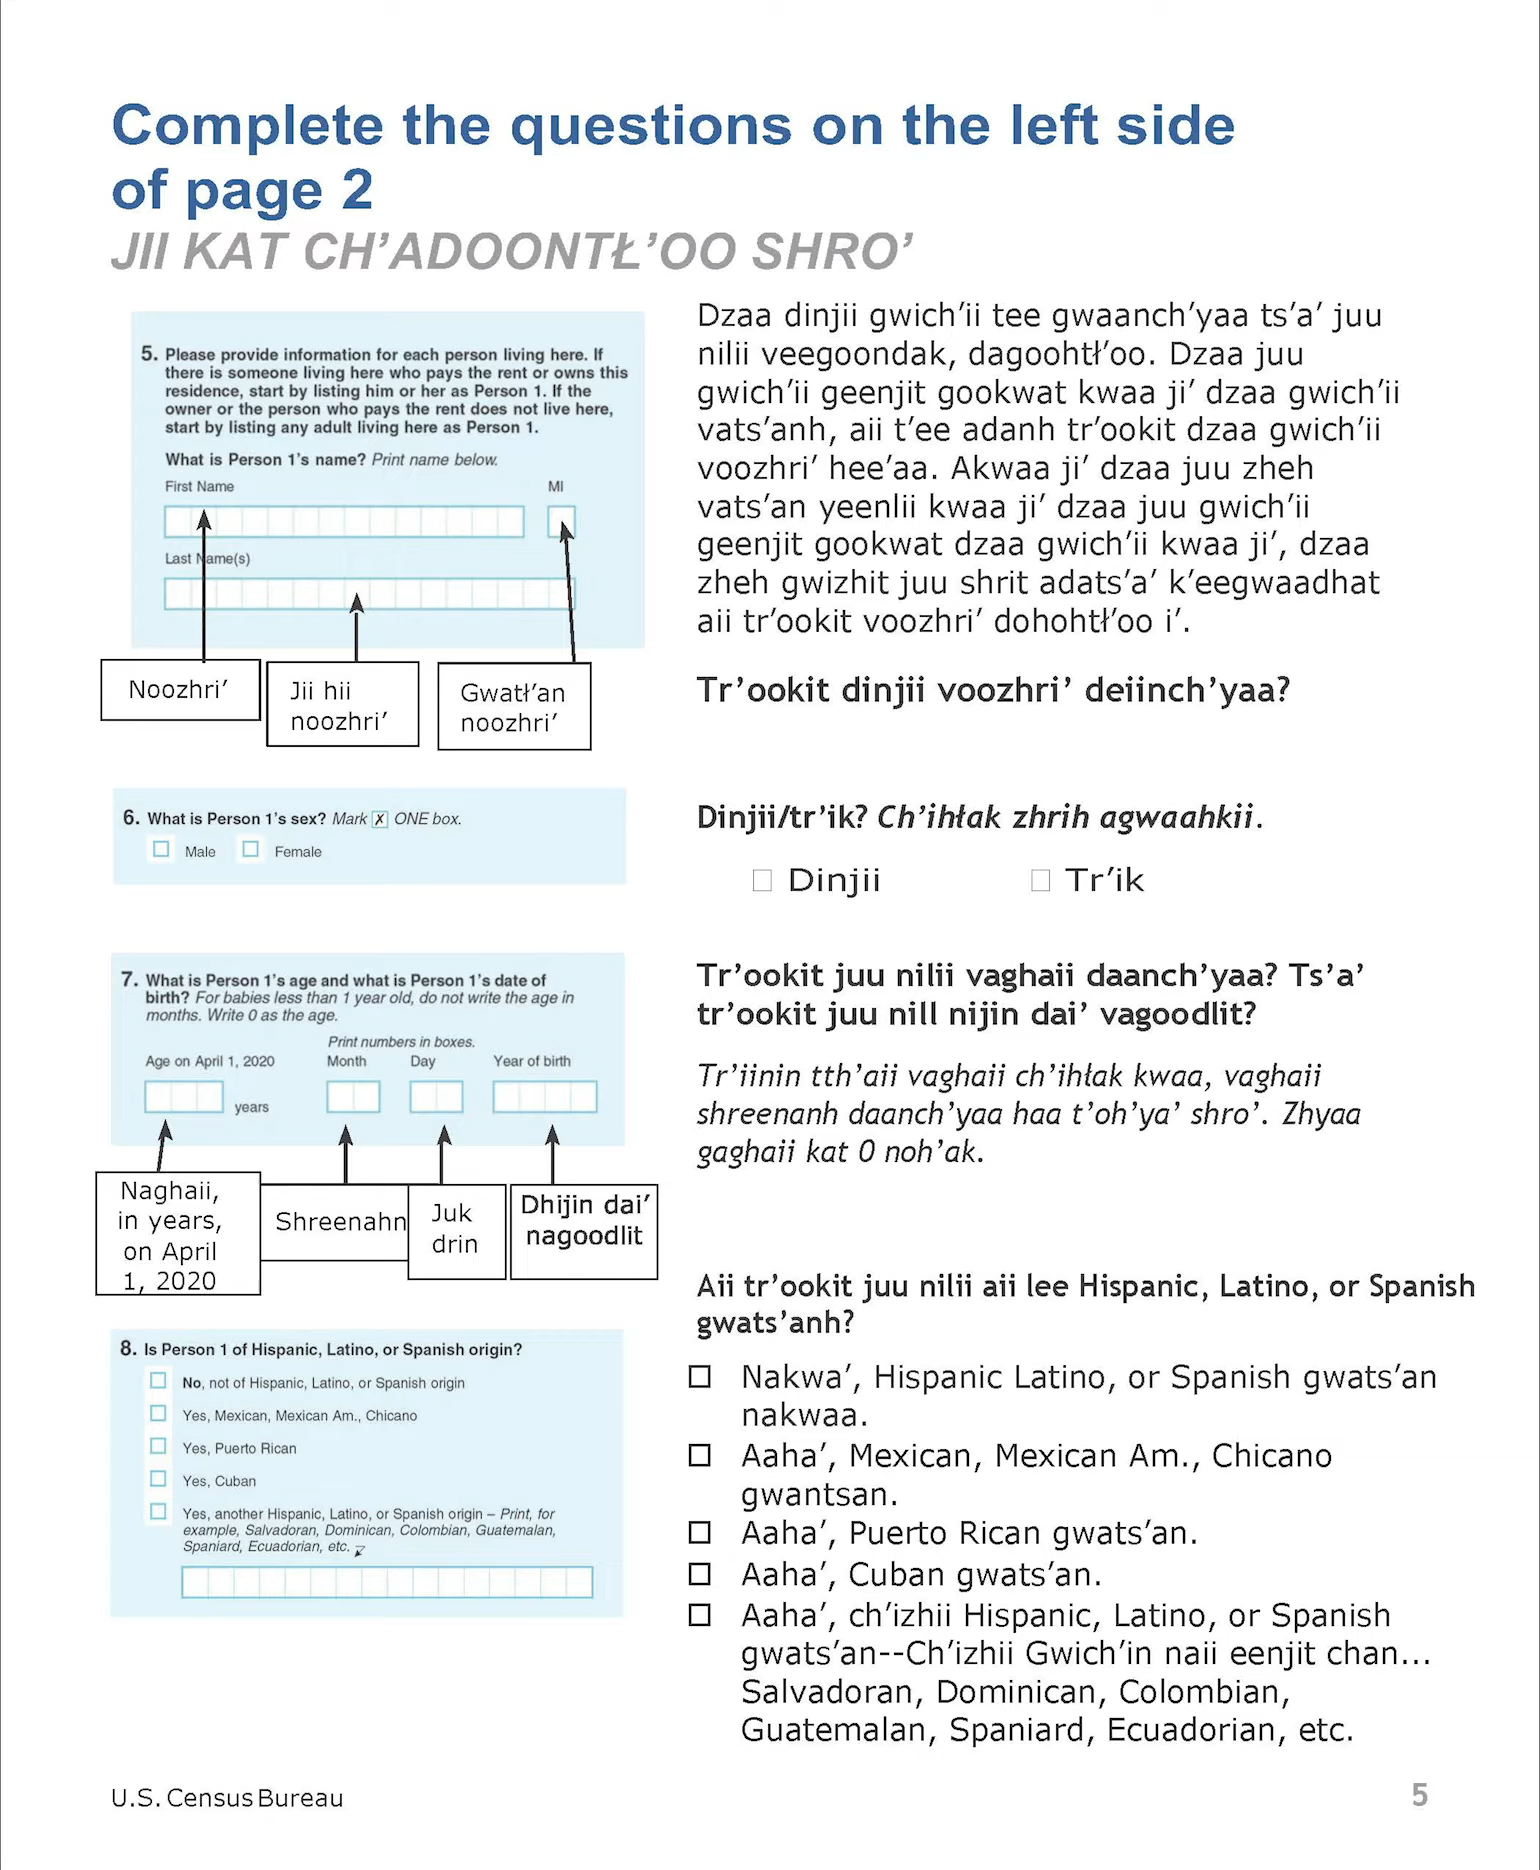 Complete the questions on the left side
of page 2
JII KAT CH’ADOONTŁ’OO SHRO’
5. Please provide information for each person living here. If
there is someone living here who pays the rent or owns this
residence, start by listing him or her as Person 1. If the
owner or the person who pays the rent does not live here,
start by listing any adult living here as Person 1.
What is Person 1’s name? Print name below.
First Name MI
Last Name(s)
Noozhri’
Jii hii
noozhri’
Gwatł’an
noozhri’
Dzaa dinjii gwich’ii tee gwaanch’yaa ts’a’ juu
nilii veegoondak, dagoohtł’oo. Dzaa juu
gwich’ii geenjit gookwat kwaa ji’ dzaa gwich’ii
vats’anh, aii t’ee adanh tr’ookit dzaa gwich’ii
voozhri’ hee’aa. Akwaa ji’ dzaa juu zheh
vats’an yeenlii kwaa ji’ dzaa juu gwich’ii
geenjit gookwat dzaa gwich’ii kwaa ji’, dzaa
zheh gwizhit juu shrit adats’a’ k’eegwaadhat
aii tr’ookit voozhri’ dohohtł’oo i’.
Tr’ookit dinjii voozhri’ deiinch’yaa?
6. What is Person 1’s sex? Mark X ONE box.
Male Female
Dinjii/tr’ik? Ch’ihłak zhrih agwaahkii.
Dinjii Tr’ik
7. What is Person 1’s age and what is Person 1’s date of
birth? For babies less than 1 year old, do not write the age in
months. Write 0 as the age.
Print numbers in boxes.
Age on April 1, 2020 Month Day Year of birth
years
Naghaii,
in years,
on April
1, 2020
Shreenahn
Juk
drin
Dhijin dai’
nagoodlit
Tr’ookit juu nilii vaghaii daanch’yaa? Ts’a’
tr’ookit juu nill nijin dai’ vagoodlit?
Tr’iinin tth’aii vaghaii ch’ihłak kwaa, vaghaii
shreenanh daanch’yaa haa t’oh’ya’ shro’. Zhyaa
gaghaii kat 0 noh’ak.
8. Is Person 1 of Hispanic, Latino, or Spanish origin?
No, not of Hispanic, Latino, or Spanish origin
Yes, Mexican, Mexican Am., Chicano
Yes, Puerto Rican
Yes, Cuban
Yes, another Hispanic, Latino, or Spanish origin – Print, for
example, Salvadoran, Dominican, Colombian, Guatemalan,
Spaniard, Ecuadorian, etc.
Aii tr’ookit juu nilii aii lee Hispanic, Latino, or Spanish
gwats’anh?
Nakwa’, Hispanic Latino, or Spanish gwats’an
nakwaa.
Aaha’, Mexican, Mexican Am., Chicano
gwantsan.
Aaha’, Puerto Rican gwats’an.
Aaha’, Cuban gwats’an.
Aaha’, ch’izhii Hispanic, Latino, or Spanish
gwats’an--Ch’izhii Gwich’in naii eenjit chan...
Salvadoran, Dominican, Colombian,
Guatemalan, Spaniard, Ecuadorian, etc.
U.S. Census Bureau 5